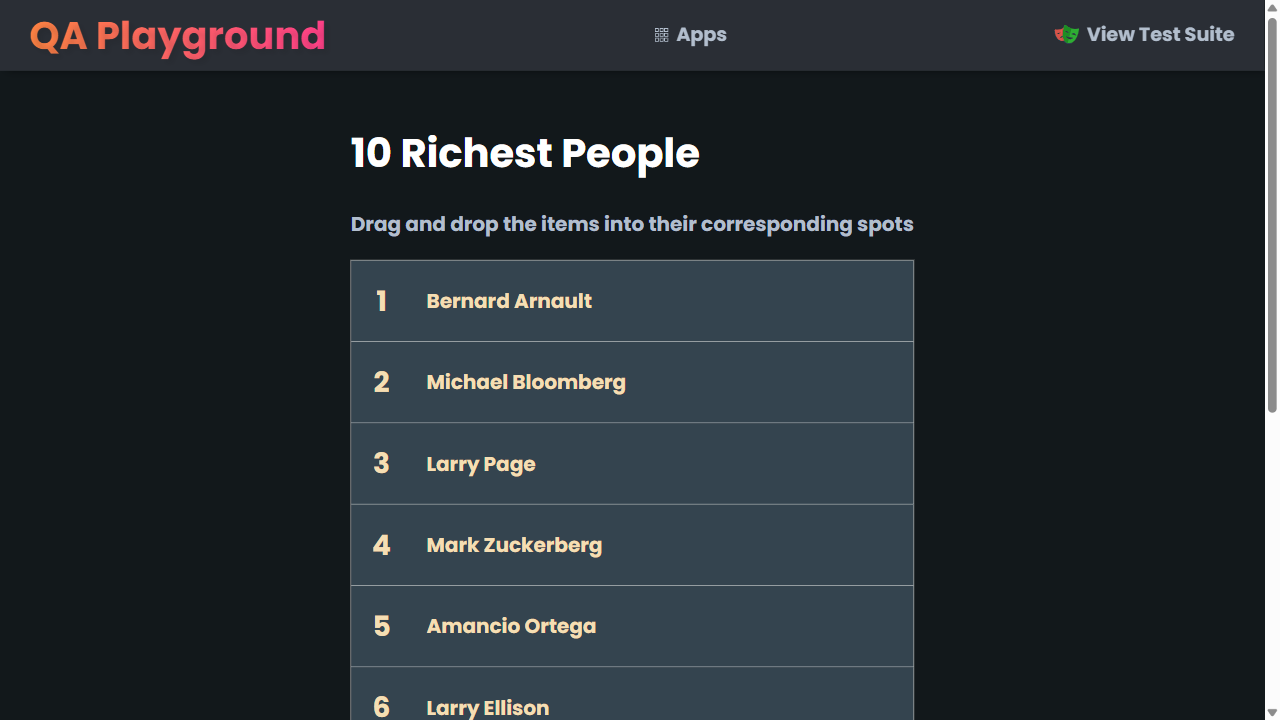 QA Playground
Apps
View Test Suite
10 Richest People
Drag and drop the items into their corresponding spots
1 Bernard Arnault
2 Michael Bloomberg
3 Larry Page
4 Mark Zuckerberg
5 Amancio Ortega
6 Larry Ellison